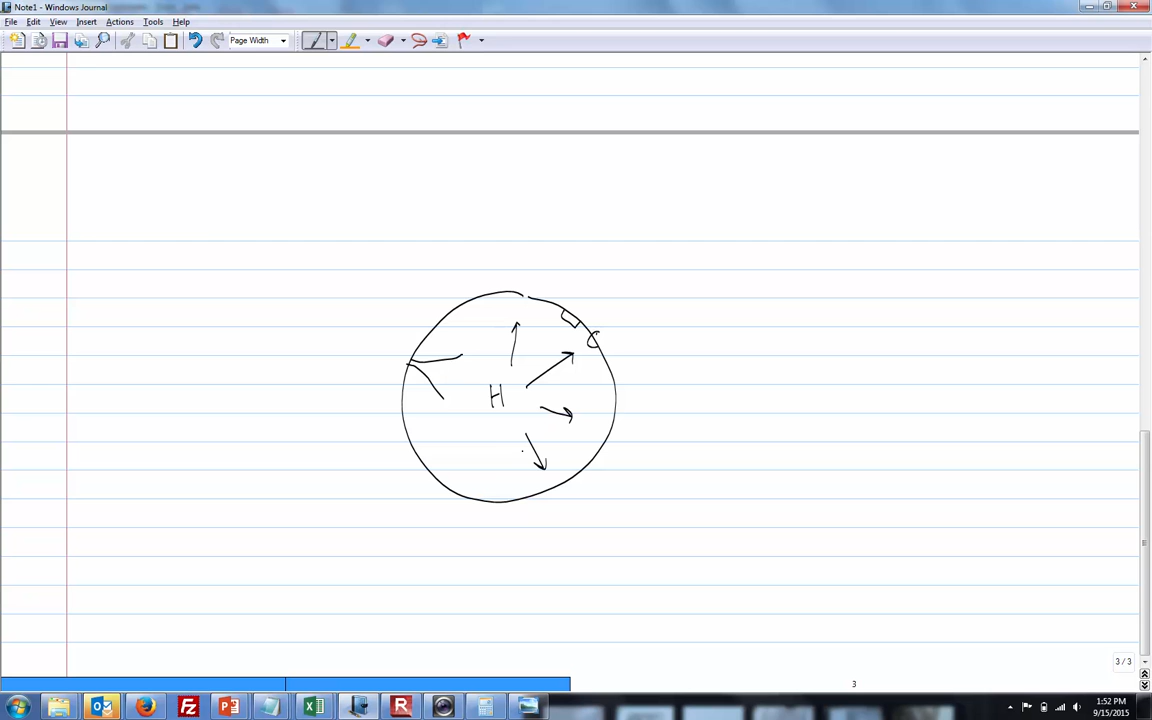 Note1 - Windows Journal
File Edit View Insert Actions Tools Help
Page Width
H
3 / 3
3
1:52 PM
9/15/2015